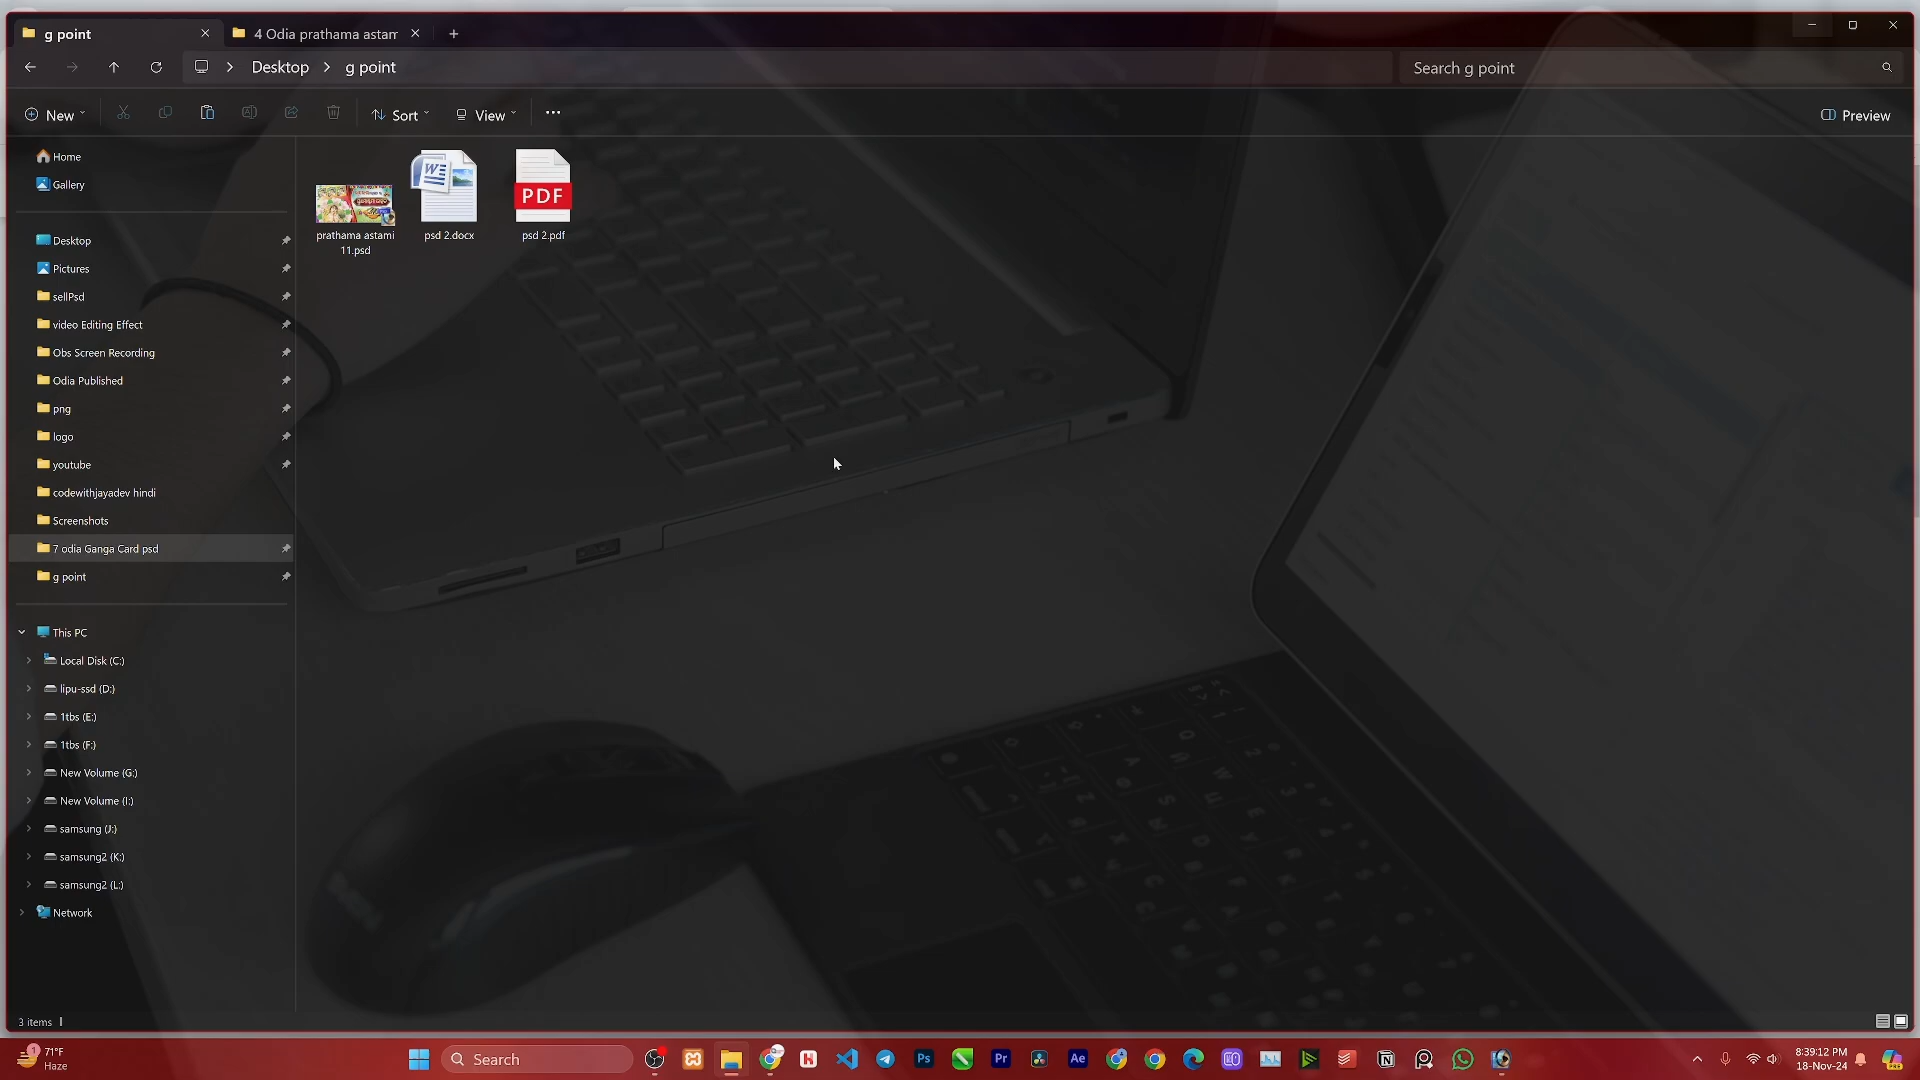 g point
4 Odia prathama astam
Desktop
g point
Search g point
New
Sort
View
Preview
Home
Gallery
Desktop
Pictures
sellPsd
video Editing Effect
Obs Screen Recording
Odia Published
png
logo
youtube
codewithjayadev hindi
Screenshots
7 odia Ganga Card psd
g point
This PC
Local Disk (C:)
lipu-ssd (D:)
1tbs (E:)
1tbs (F:)
New Volume (G:)
New Volume (I:)
samsung (J:)
samsung2 (K:)
samsung2 (L:)
Network
prathama astami
11.psd
psd 2.docx
PDF
psd 2.pdf
3 items
71°F
Haze
Search
8:39:12 PM
18-Nov-24